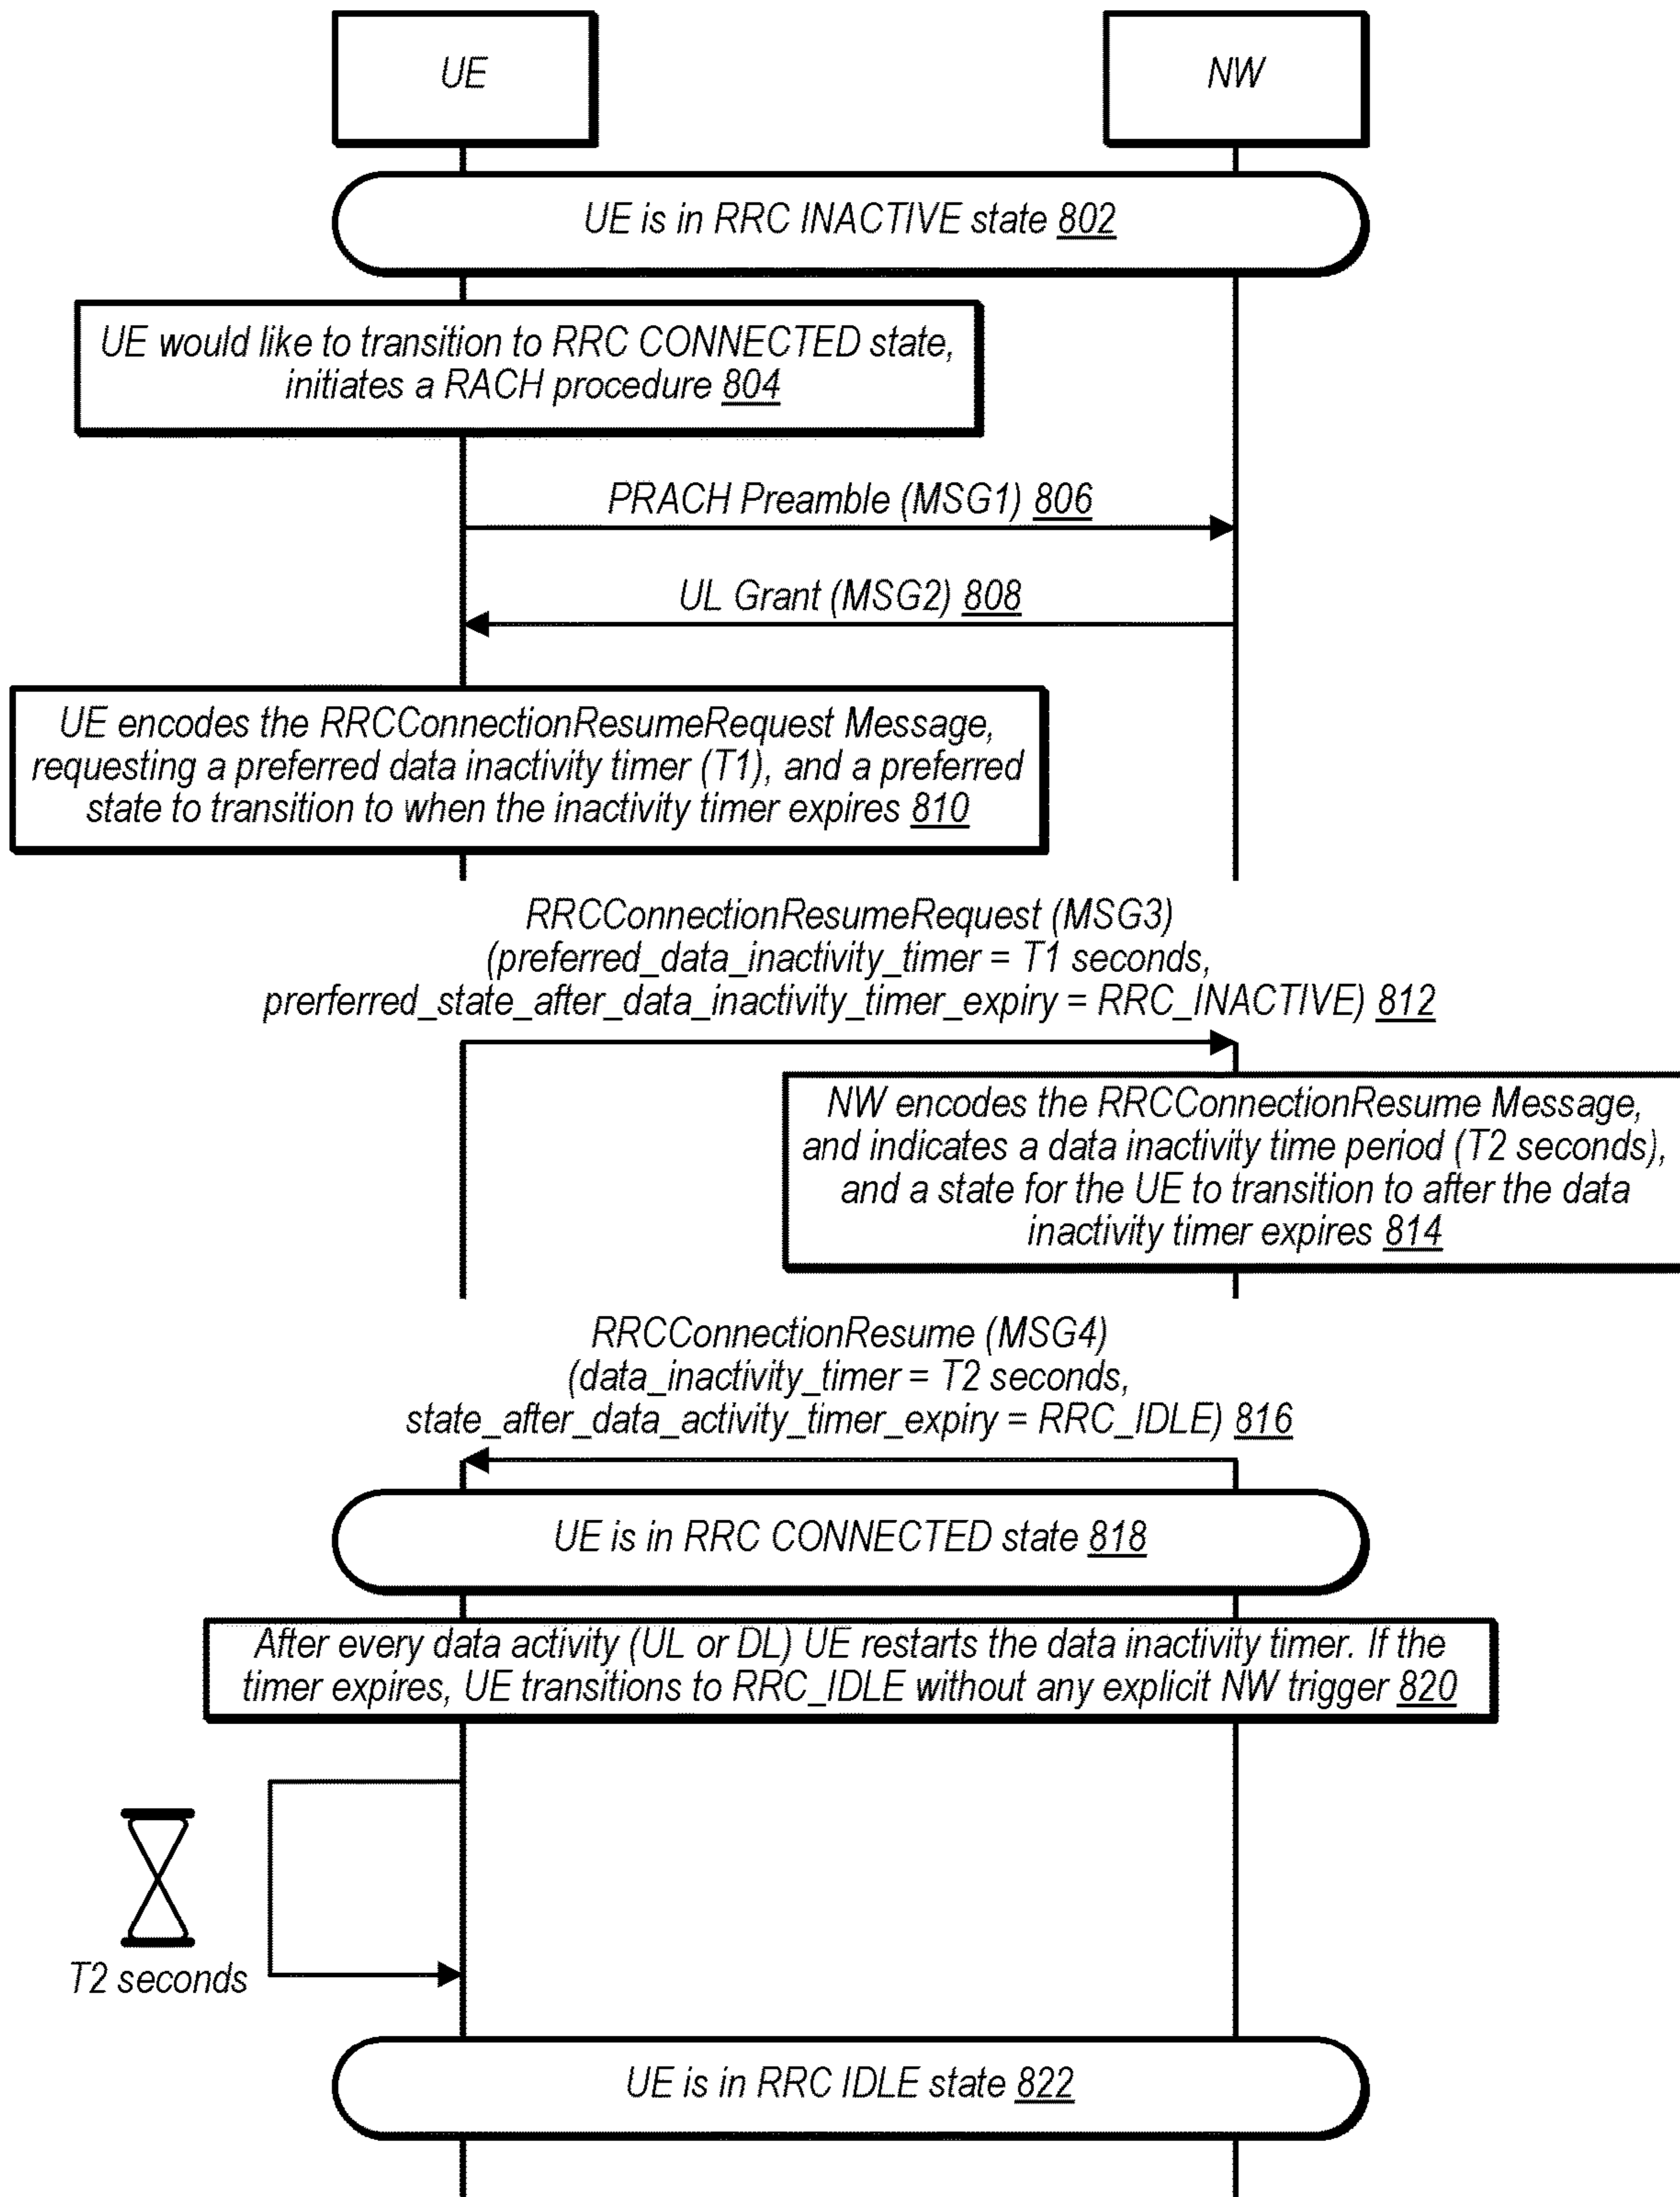 UE
NW
UE is in RRC INACTIVE state 802
UE would like to transition to RRC CONNECTED state,
initiates a RACH procedure 804
PRACH Preamble (MSG1) 806
UL Grant (MSG2) 808
UE encodes the RRCConnectionResumeRequest Message,
requesting a preferred data inactivity timer (T1), and a preferred
state to transition to when the inactivity timer expires 810
RRCConnectionResumeRequest (MSG3)
(preferred_data_inactivity_timer = T1 seconds,
prerferred_state_after_data_inactivity_timer_expiry = RRC_INACTIVE) 812
NW encodes the RRCConnectionResume Message,
and indicates a data inactivity time period (T2 seconds),
and a state for the UE to transition to after the data
inactivity timer expires 814
RRCConnectionResume (MSG4)
(data_inactivity_timer = T2 seconds,
state_after_data_activity_timer_expiry = RRC_IDLE) 816
UE is in RRC CONNECTED state 818
After every data activity (UL or DL) UE restarts the data inactivity timer. If the
timer expires, UE transitions to RRC_IDLE without any explicit NW trigger 820
T2 seconds
UE is in RRC IDLE state 822